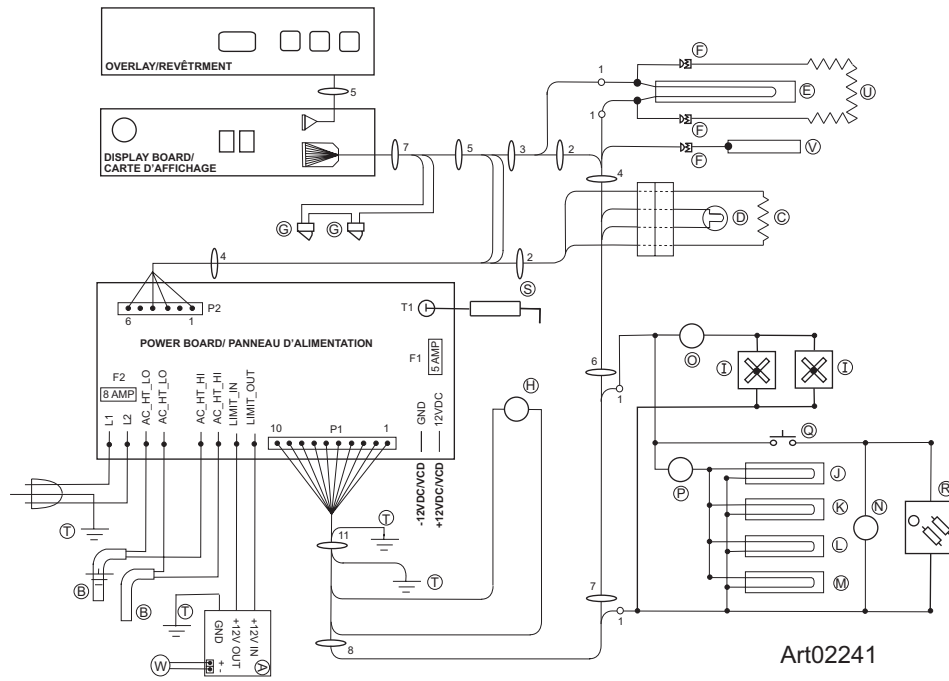 OVERLAY/REVÊTRMENT
5
DISPLAY BOARD/
CARTE D'AFFICHAGE
7
5
3
2
1
1
F
E
U
F
F
V
4
G
G
D
C
4
2
S
6
1
P2
T1
POWER BOARD/ PANNEAU D'ALIMENTATION
F1
5 AMP
F2
8 AMP
L1
L2
AC_HT_LO
AC_HT_LO
AC_HT_HI
AC_HT_HI
LIMIT_IN
LIMIT_OUT
10
P1
1
GND
12VDC
-12VDC/VCD
+12VDC/VCD
H
6
1
O
I
I
Q
P
J
K
L
M
N
R
T
B
B
T
11
T
T
GND
+12V OUT
+12V IN
+ -
A
W
8
7
1
Art02241